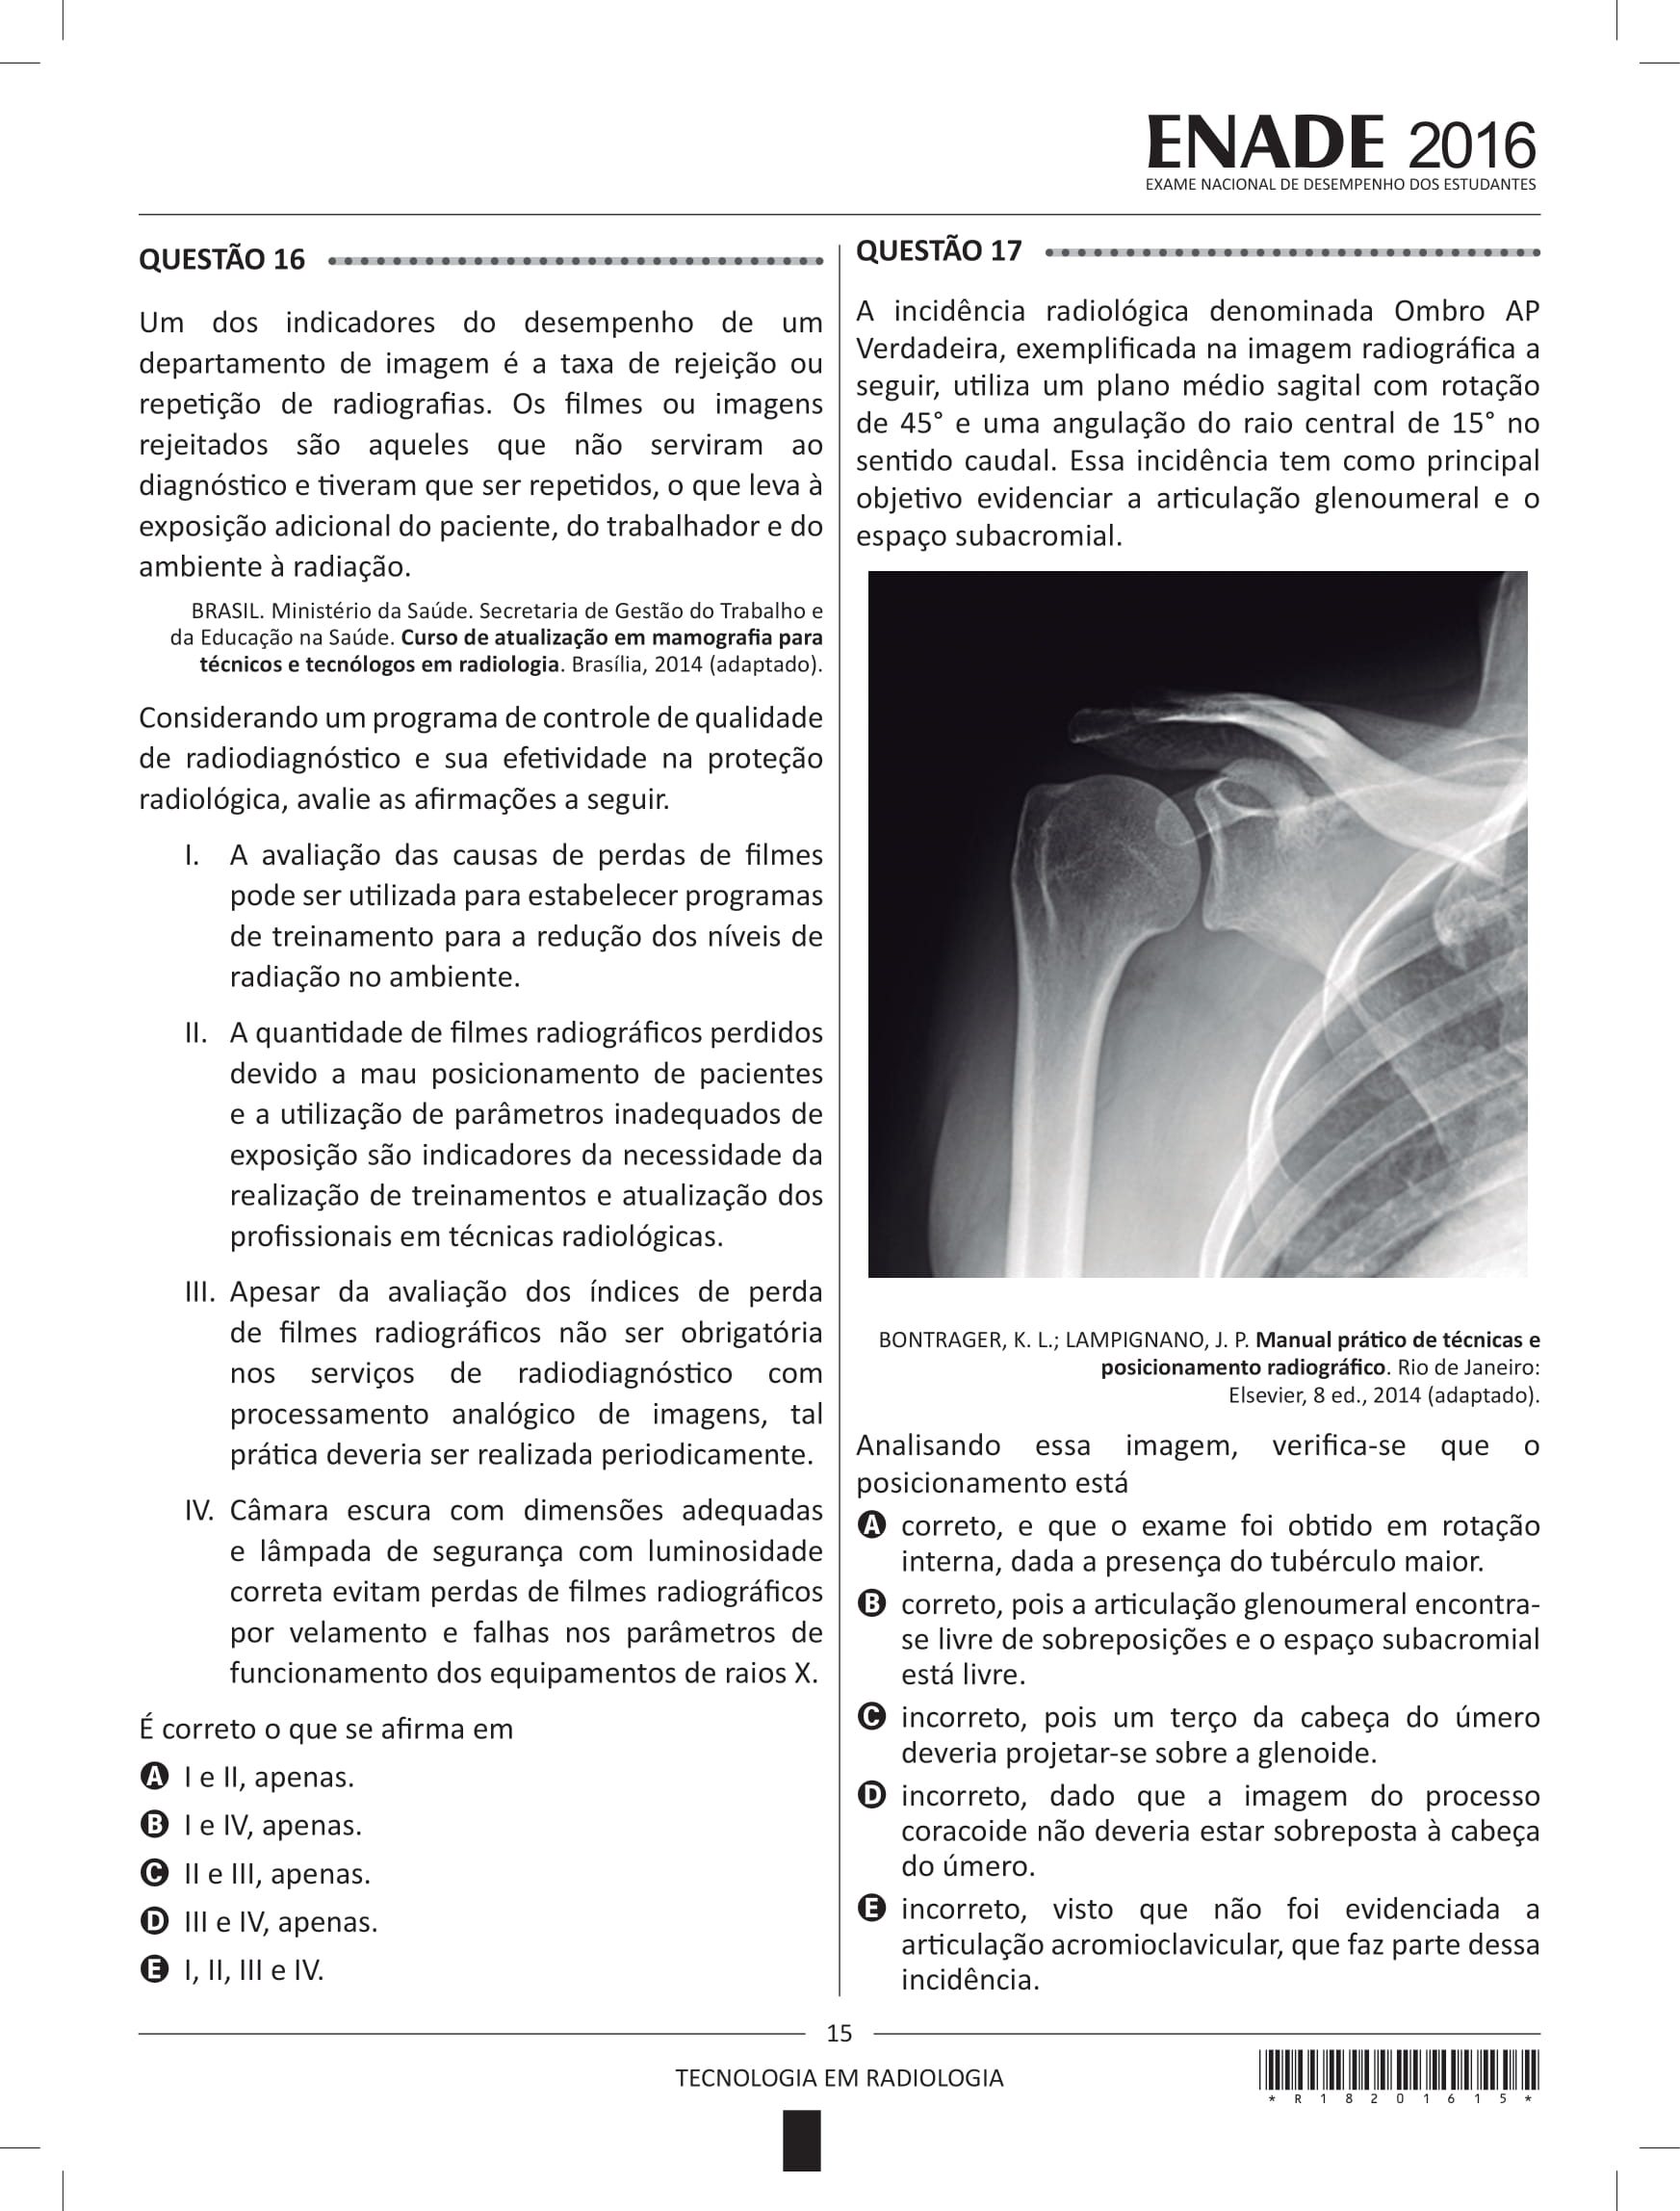 ENADE 2016
EXAME NACIONAL DE DESEMPENHO DOS ESTUDANTES
QUESTÃO 16
Um dos indicadores do desempenho de um
departamento de imagem é a taxa de rejeição ou
repetição de radiografias. Os filmes ou imagens
rejeitados são aqueles que não serviram ao
diagnóstico e tiveram que ser repetidos, o que leva à
exposição adicional do paciente, do trabalhador e do
ambiente à radiação.
BRASIL. Ministério da Saúde. Secretaria de Gestão do Trabalho e
da Educação na Saúde. Curso de atualização em mamografia para
técnicos e tecnólogos em radiologia. Brasília, 2014 (adaptado).
Considerando um programa de controle de qualidade
de radiodiagnóstico e sua efetividade na proteção
radiológica, avalie as afirmações a seguir.
I. A avaliação das causas de perdas de filmes
pode ser utilizada para estabelecer programas
de treinamento para a redução dos níveis de
radiação no ambiente.
II. A quantidade de filmes radiográficos perdidos
devido a mau posicionamento de pacientes
e a utilização de parâmetros inadequados de
exposição são indicadores da necessidade da
realização de treinamentos e atualização dos
profissionais em técnicas radiológicas.
III. Apesar da avaliação dos índices de perda
de filmes radiográficos não ser obrigatória
nos serviços de radiodiagnóstico com
processamento analógico de imagens, tal
prática deveria ser realizada periodicamente.
IV. Câmara escura com dimensões adequadas
e lâmpada de segurança com luminosidade
correta evitam perdas de filmes radiográficos
por velamento e falhas nos parâmetros de
funcionamento dos equipamentos de raios X.
É correto o que se afirma em
A I e II, apenas.
B I e IV, apenas.
C II e III, apenas.
D III e IV, apenas.
E I, II, III e IV.
QUESTÃO 17
A incidência radiológica denominada Ombro AP
Verdadeira, exemplificada na imagem radiográfica a
seguir, utiliza um plano médio sagital com rotação
de 45° e uma angulação do raio central de 15° no
sentido caudal. Essa incidência tem como principal
objetivo evidenciar a articulação glenoumeral e o
espaço subacromial.
BONTRAGER, K. L.; LAMPIGNANO, J. P. Manual prático de técnicas e
posicionamento radiográfico. Rio de Janeiro:
Elsevier, 8 ed., 2014 (adaptado).
Analisando essa imagem, verifica-se que o
posicionamento está
A correto, e que o exame foi obtido em rotação
interna, dada a presença do tubérculo maior.
B correto, pois a articulação glenoumeral encontra-
se livre de sobreposições e o espaço subacromial
está livre.
C incorreto, pois um terço da cabeça do úmero
deveria projetar-se sobre a glenoide.
D incorreto, dado que a imagem do processo
coracoide não deveria estar sobreposta à cabeça
do úmero.
E incorreto, visto que não foi evidenciada a
articulação acromioclavicular, que faz parte dessa
incidência.
15
TECNOLOGIA EM RADIOLOGIA
* R 1 8 2 0 1 6 1 5 *